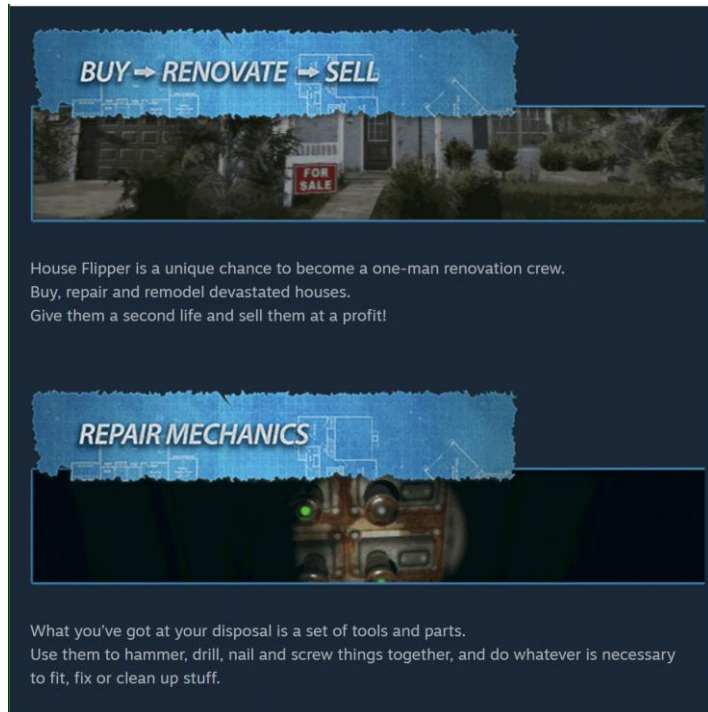 BUY ➡ RENOVATE ➡ SELL
FOR
SALE
House Flipper is a unique chance to become a one-man renovation crew.
Buy, repair and remodel devastated houses.
Give them a second life and sell them at a profit!
REPAIR MECHANICS
What you've got at your disposal is a set of tools and parts.
Use them to hammer, drill, nail and screw things together, and do whatever is necessary
to fit, fix or clean up stuff.